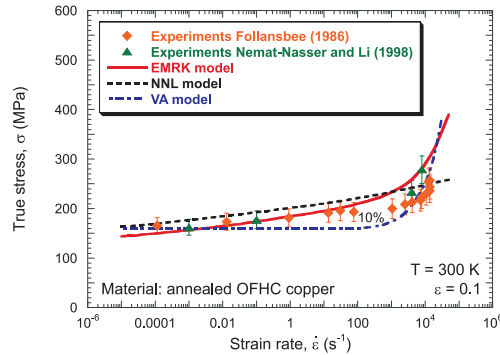 600
500
400
300
200
100
0
True stress, σ (MPa)
Experiments Follansbee (1986)
Experiments Nemat-Nasser and Li (1998)
EMRK model
NNL model
VA model
10%
T = 300 K
ε = 0.1
Material: annealed OFHC copper
10⁻⁶ 0.0001 0.01 1 100 10⁴ 10⁶
Strain rate, ε̇ (s⁻¹)